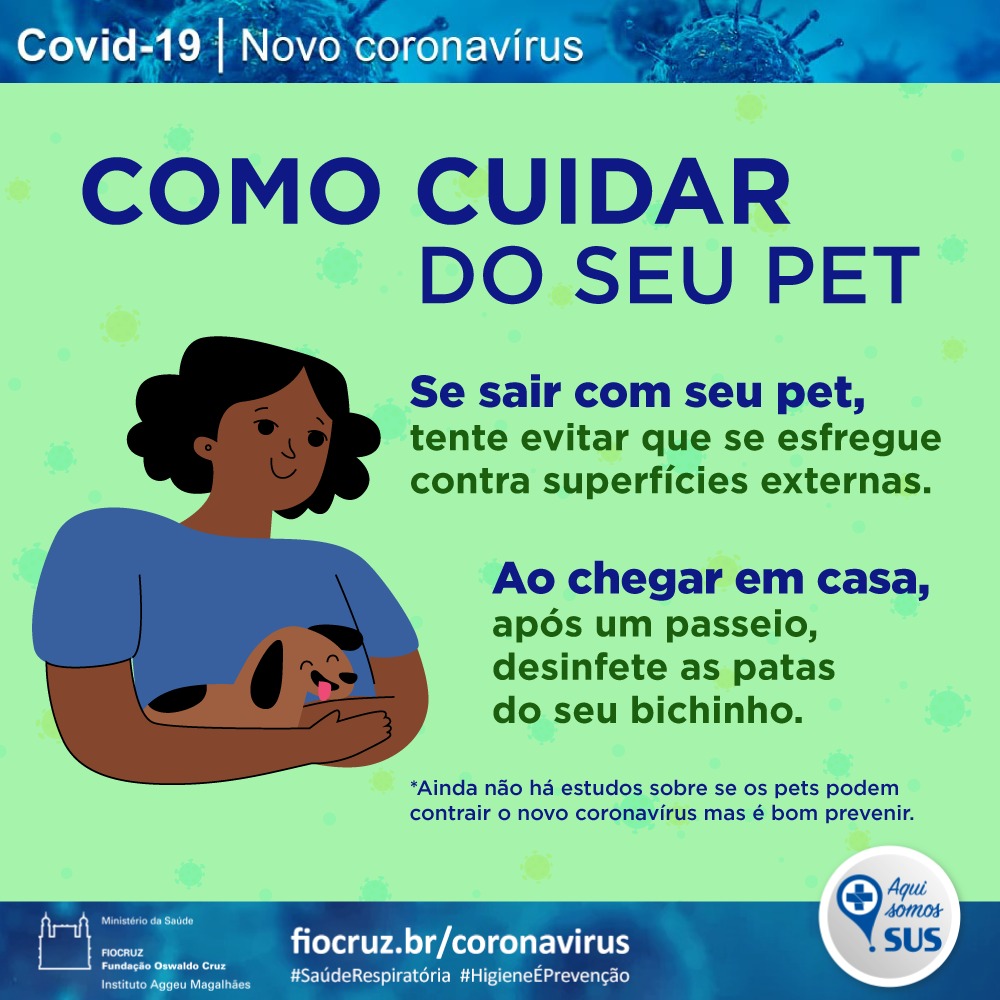 Covid-19 | Novo coronavírus
COMO CUIDAR
DO SEU PET
Se sair com seu pet,
tente evitar que se esfregue
contra superfícies externas.
Ao chegar em casa,
após um passeio,
desinfete as patas
do seu bichinho.
*Ainda não há estudos sobre se os pets podem
contrair o novo coronavírus mas é bom prevenir.
Ministério da Saúde
FIOCRUZ
Fundação Oswaldo Cruz
Instituto Aggeu Magalhães
fiocruz.br/coronavirus
#SaúdeRespiratória #HigieneÉPrevenção
Aqui
somos
SUS